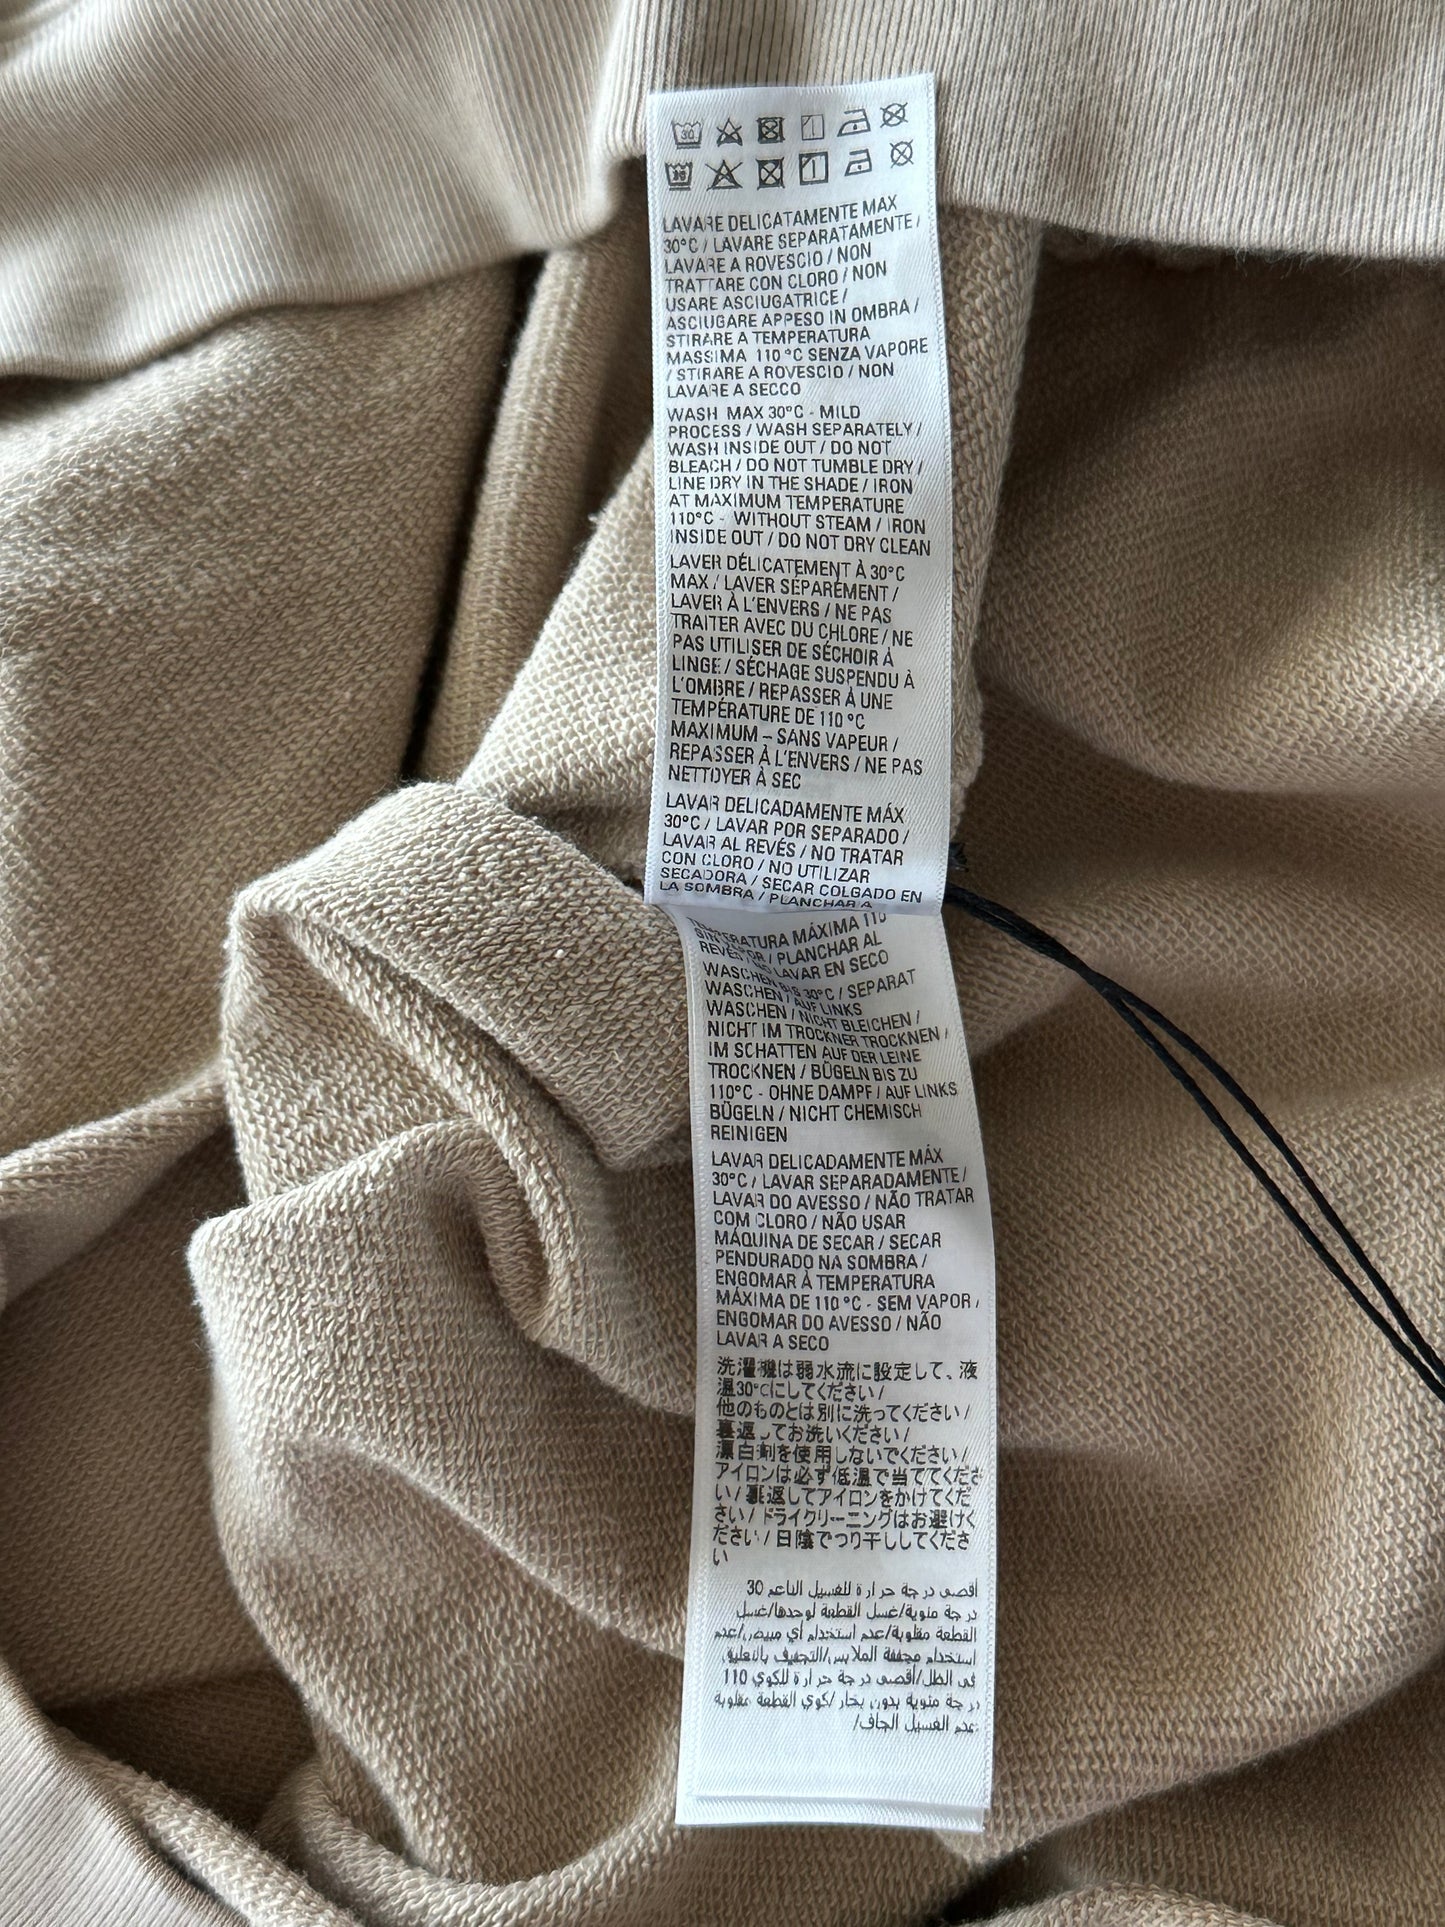 LAVARE DELICATAMENTE MAX
30°C / LAVARE SEPARATAMENTE /
LAVARE A ROVESCIO / NON
TRATTARE CON CLORO / NON
USARE ASCIUGATRICE /
ASCIUGARE APPESO IN OMBRA /
STIRARE A TEMPERATURA
MASSIMA 110 °C SENZA VAPORE
/ STIRARE A ROVESCIO / NON
LAVARE A SECCO
WASH MAX 30°C - MILD
PROCESS / WASH SEPARATELY /
WASH INSIDE OUT / DO NOT
BLEACH / DO NOT TUMBLE DRY /
LINE DRY IN THE SHADE / IRON
AT MAXIMUM TEMPERATURE
110°C - WITHOUT STEAM / IRON
INSIDE OUT / DO NOT DRY CLEAN
LAVER DÉLICATEMENT À 30°C
MAX / LAVER SÉPARÉMENT /
LAVER À L'ENVERS / NE PAS
TRAITER AVEC DU CHLORE / NE
PAS UTILISER DE SÉCHOIR À
LINGE / SÉCHAGE SUSPENDU À
L'OMBRE / REPASSER À UNE
TEMPÉRATURE DE 110 °C
MAXIMUM – SANS VAPEUR /
REPASSER À L'ENVERS / NE PAS
NETTOYER À SEC
LAVAR DELICADAMENTE MÁX
30°C / LAVAR POR SEPARADO /
LAVAR AL REVÉS / NO TRATAR
CON CLORO / NO UTILIZAR
SECADORA / SECAR COLGADO EN
LA SOMBRA / PLANCHAR A
TEMPERATURA MÁXIMA 110
SIN VAPOR / PLANCHAR AL
REVÉS / NO LAVAR EN SECO
WASCHEN BIS 30°C / SEPARAT
WASCHEN / AUF LINKS
WASCHEN / NICHT BLEICHEN /
NICHT IM TROCKNER TROCKNEN /
IM SCHATTEN AUF DER LEINE
TROCKNEN / BÜGELN BIS ZU
110°C - OHNE DAMPF / AUF LINKS
BÜGELN / NICHT CHEMISCH
REINIGEN
LAVAR DELICADAMENTE MÁX
30°C / LAVAR SEPARADAMENTE /
LAVAR DO AVESSO / NÃO TRATAR
COM CLORO / NÃO USAR
MÁQUINA DE SECAR / SECAR
PENDURADO NA SOMBRA /
ENGOMAR À TEMPERATURA
MÁXIMA DE 110 °C - SEM VAPOR /
ENGOMAR DO AVESSO / NÃO
LAVAR A SECO
洗濯機は弱水流に設定して、液
温30°Cにしてください/
他のものとは別に洗ってください/
裏返してお洗いください/
漂白剤を使用しないでください/
アイロンは必ず低温で当ててくださ
い/裏返してアイロンをかけてくだ
さい/ドライクリーニングはお避けく
ださい/日陰でつり干ししてくださ
い
أقصى درجة حرارة للغسيل الناعم 30
درجة مئوية/غسل القطعة لوحدها/غسل
القطعة مقلوبة/عدم استخدام أي مبيض/عدم
استخدام مجففة الملابس/التجفيف بالتعليق
في الظل/أقصى درجة حرارة للكوي 110
درجة مئوية بدون بخار/كوي القطعة مقلوبة
عدم الغسيل الجاف/